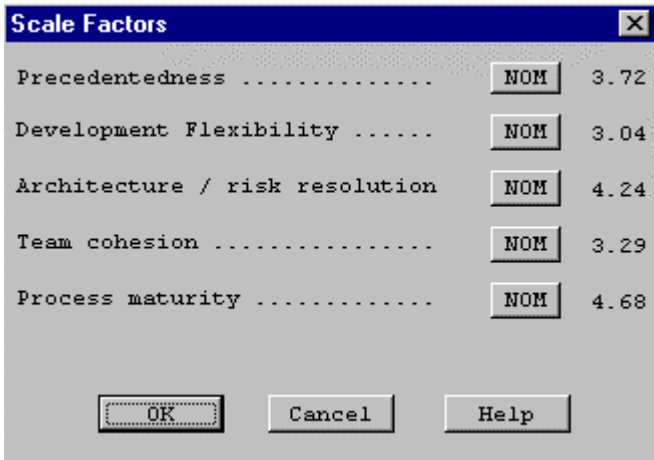 Scale Factors
Precedentedness .............. NOM 3.72
Development Flexibility ...... NOM 3.04
Architecture / risk resolution NOM 4.24
Team cohesion ................ NOM 3.29
Process maturity ............. NOM 4.68
OK Cancel Help